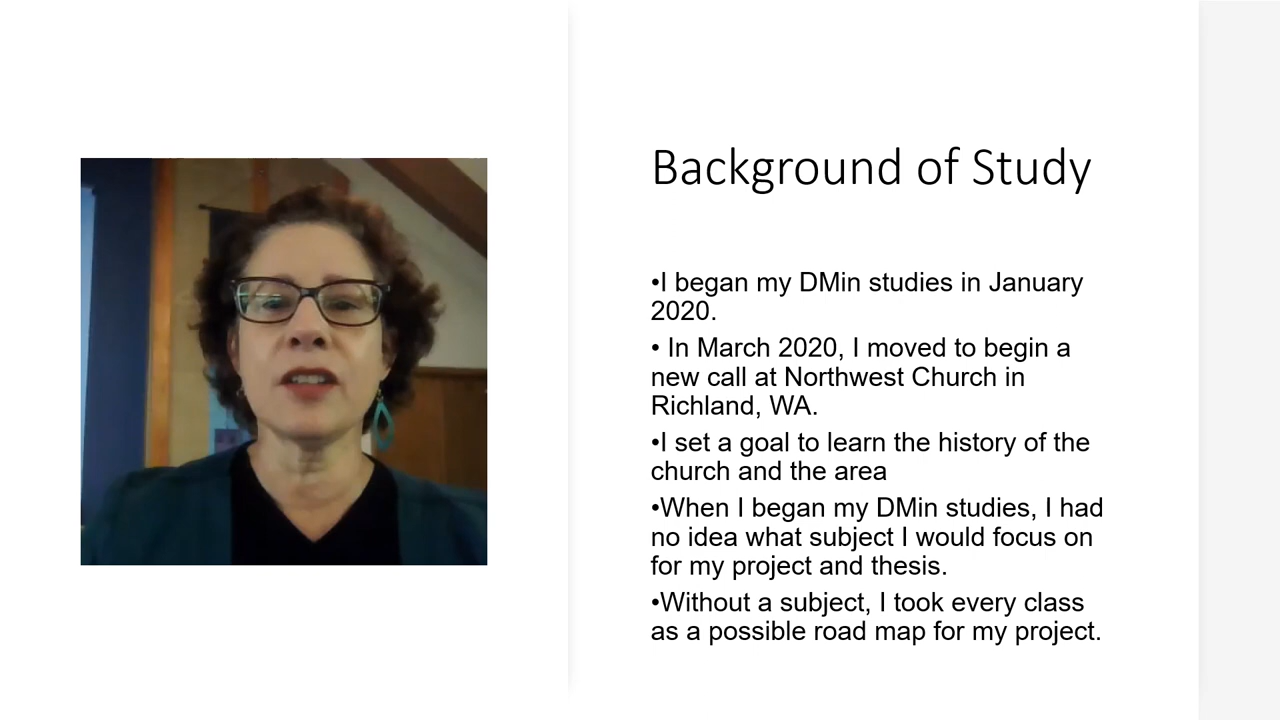 Background of Study
•I began my DMin studies in January
2020.
• In March 2020, I moved to begin a
new call at Northwest Church in
Richland, WA.
•I set a goal to learn the history of the
church and the area
•When I began my DMin studies, I had
no idea what subject I would focus on
for my project and thesis.
•Without a subject, I took every class
as a possible road map for my project.